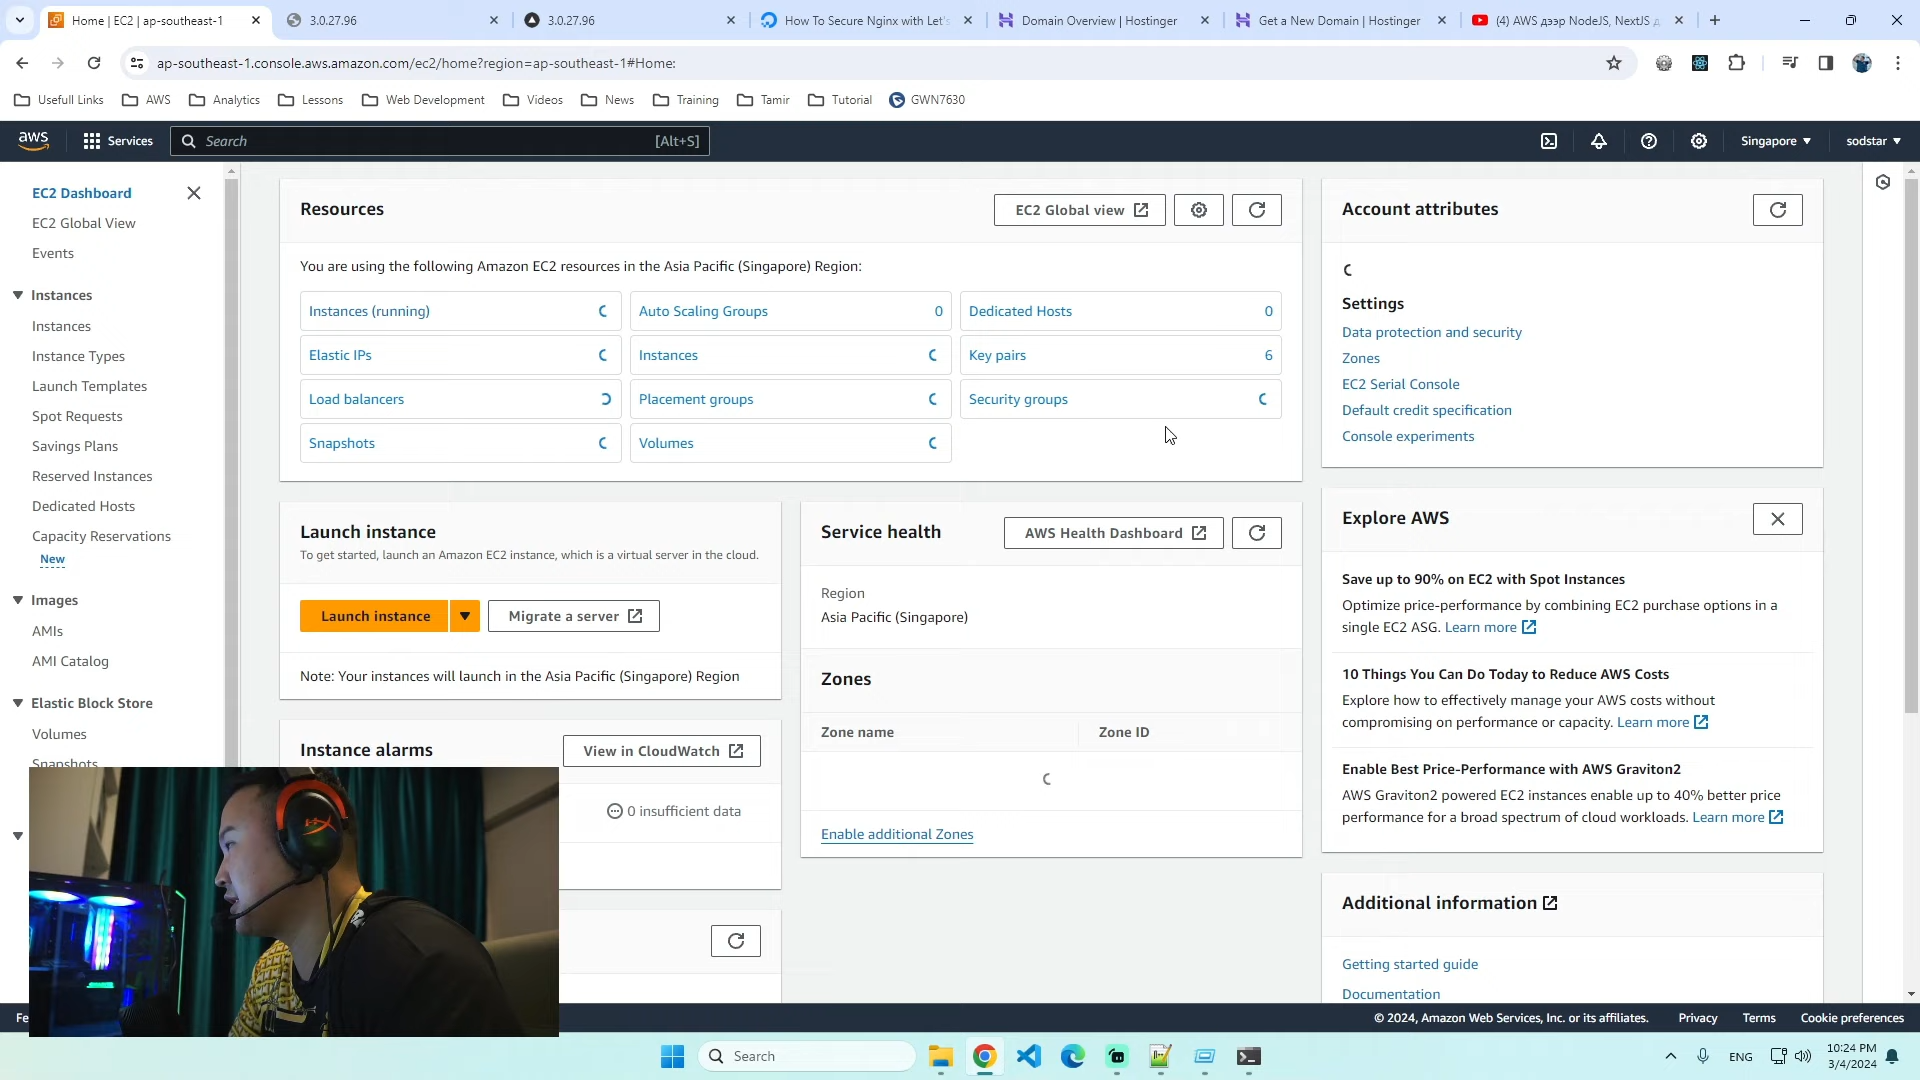 Home | EC2 | ap-southeast-1
3.0.27.96
3.0.27.96
How To Secure Nginx with Let's
Domain Overview | Hostinger
Get a New Domain | Hostinger
(4) AWS дээр NodeJS, NextJS д
ap-southeast-1.console.aws.amazon.com/ec2/home?region=ap-southeast-1#Home:
Usefull Links
AWS
Analytics
Lessons
Web Development
Videos
News
Training
Tamir
Tutorial
GWN7630
aws
Services
Search
[Alt+S]
Singapore
sodstar
EC2 Dashboard
EC2 Global View
Events
Instances
Instances
Instance Types
Launch Templates
Spot Requests
Savings Plans
Reserved Instances
Dedicated Hosts
Capacity Reservations
New
Images
AMIs
AMI Catalog
Elastic Block Store
Volumes
Snapshots
Resources
EC2 Global view
You are using the following Amazon EC2 resources in the Asia Pacific (Singapore) Region:
Instances (running)
Auto Scaling Groups 0
Dedicated Hosts 0
Elastic IPs
Instances
Key pairs 6
Load balancers
Placement groups
Security groups
Snapshots
Volumes
Launch instance
To get started, launch an Amazon EC2 instance, which is a virtual server in the cloud.
Launch instance
Migrate a server
Note: Your instances will launch in the Asia Pacific (Singapore) Region
Instance alarms
View in CloudWatch
0 insufficient data
Service health
AWS Health Dashboard
Region
Asia Pacific (Singapore)
Zones
Zone name
Zone ID
Enable additional Zones
Account attributes
Settings
Data protection and security
Zones
EC2 Serial Console
Default credit specification
Console experiments
Explore AWS
Save up to 90% on EC2 with Spot Instances
Optimize price-performance by combining EC2 purchase options in a
single EC2 ASG. Learn more
10 Things You Can Do Today to Reduce AWS Costs
Explore how to effectively manage your AWS costs without
compromising on performance or capacity. Learn more
Enable Best Price-Performance with AWS Graviton2
AWS Graviton2 powered EC2 instances enable up to 40% better price
performance for a broad spectrum of cloud workloads. Learn more
Additional information
Getting started guide
Documentation
© 2024, Amazon Web Services, Inc. or its affiliates.
Privacy
Terms
Cookie preferences
Search
ENG
10:24 PM
3/4/2024